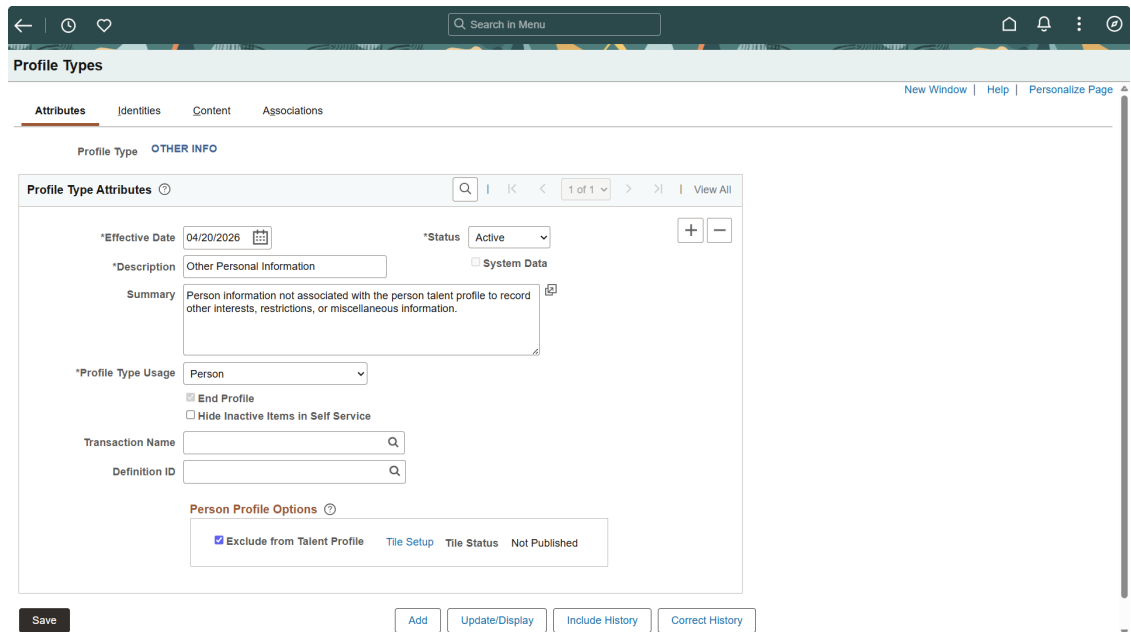 Search in Menu
Profile Types
New Window | Help | Personalize Page
Attributes Identities Content Associations
Profile Type OTHER INFO
Profile Type Attributes
1 of 1
| View All
*Effective Date 04/20/2026
*Status Active
*Description Other Personal Information
System Data
Summary Person information not associated with the person talent profile to record
other interests, restrictions, or miscellaneous information.
*Profile Type Usage Person
End Profile
Hide Inactive Items in Self Service
Transaction Name
Definition ID
Person Profile Options
Exclude from Talent Profile Tile Setup Tile Status Not Published
Save Add Update/Display Include History Correct History